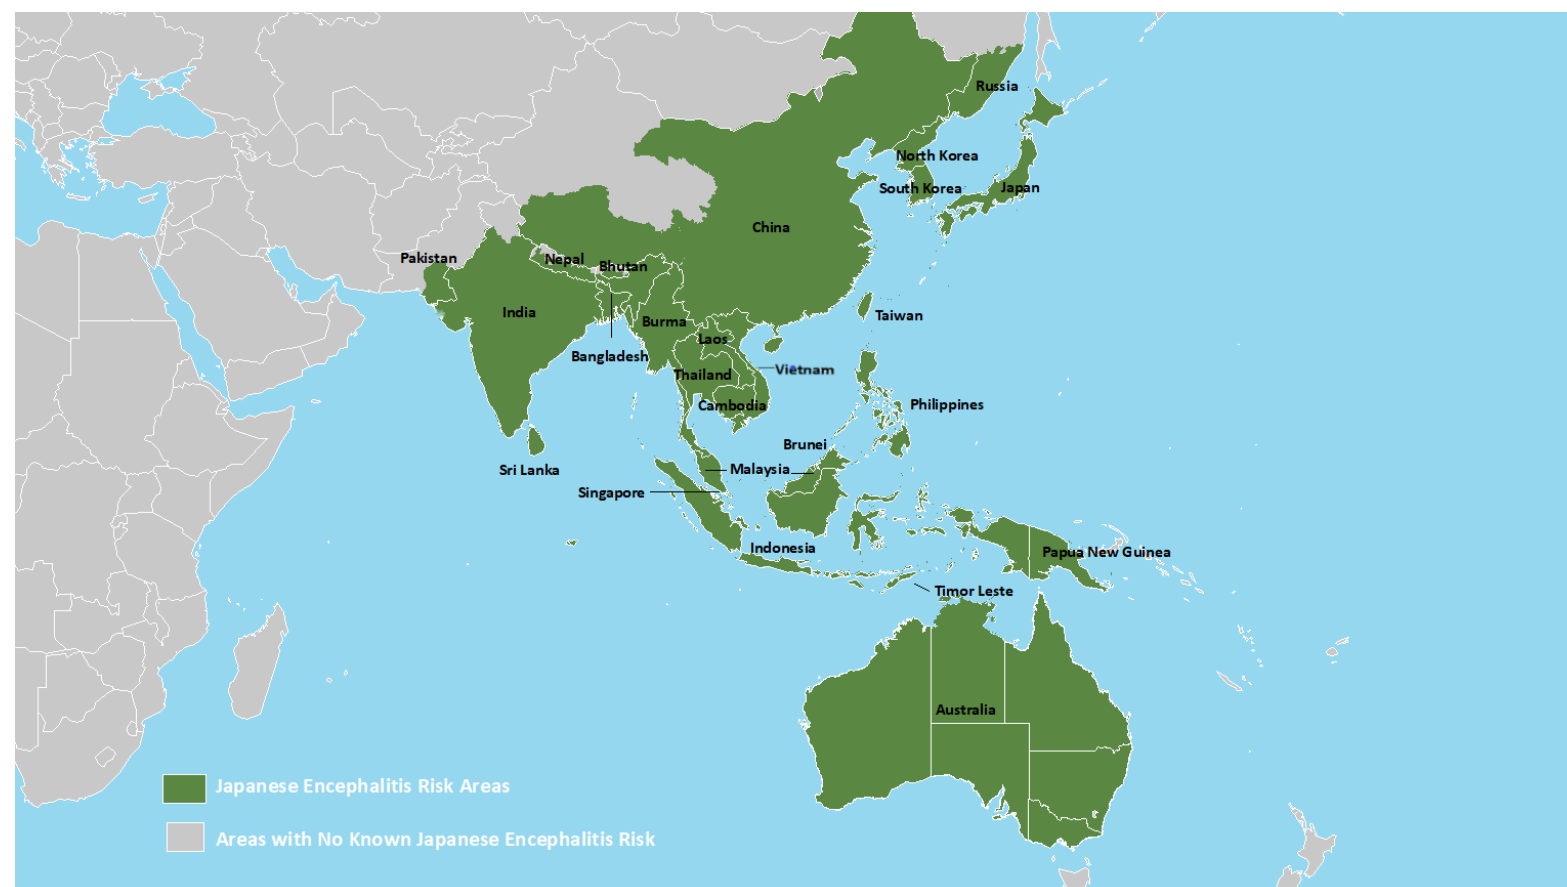 Russia
North Korea
South Korea
Japan
China
Pakistan
Nepal
Bhutan
India
Burma
Taiwan
Laos
Bangladesh
Vietnam
Thailand
Cambodia
Philippines
Brunei
Sri Lanka
Malaysia
Singapore
Indonesia
Papua New Guinea
Timor Leste
Australia
Japanese Encephalitis Risk Areas
Areas with No Known Japanese Encephalitis Risk